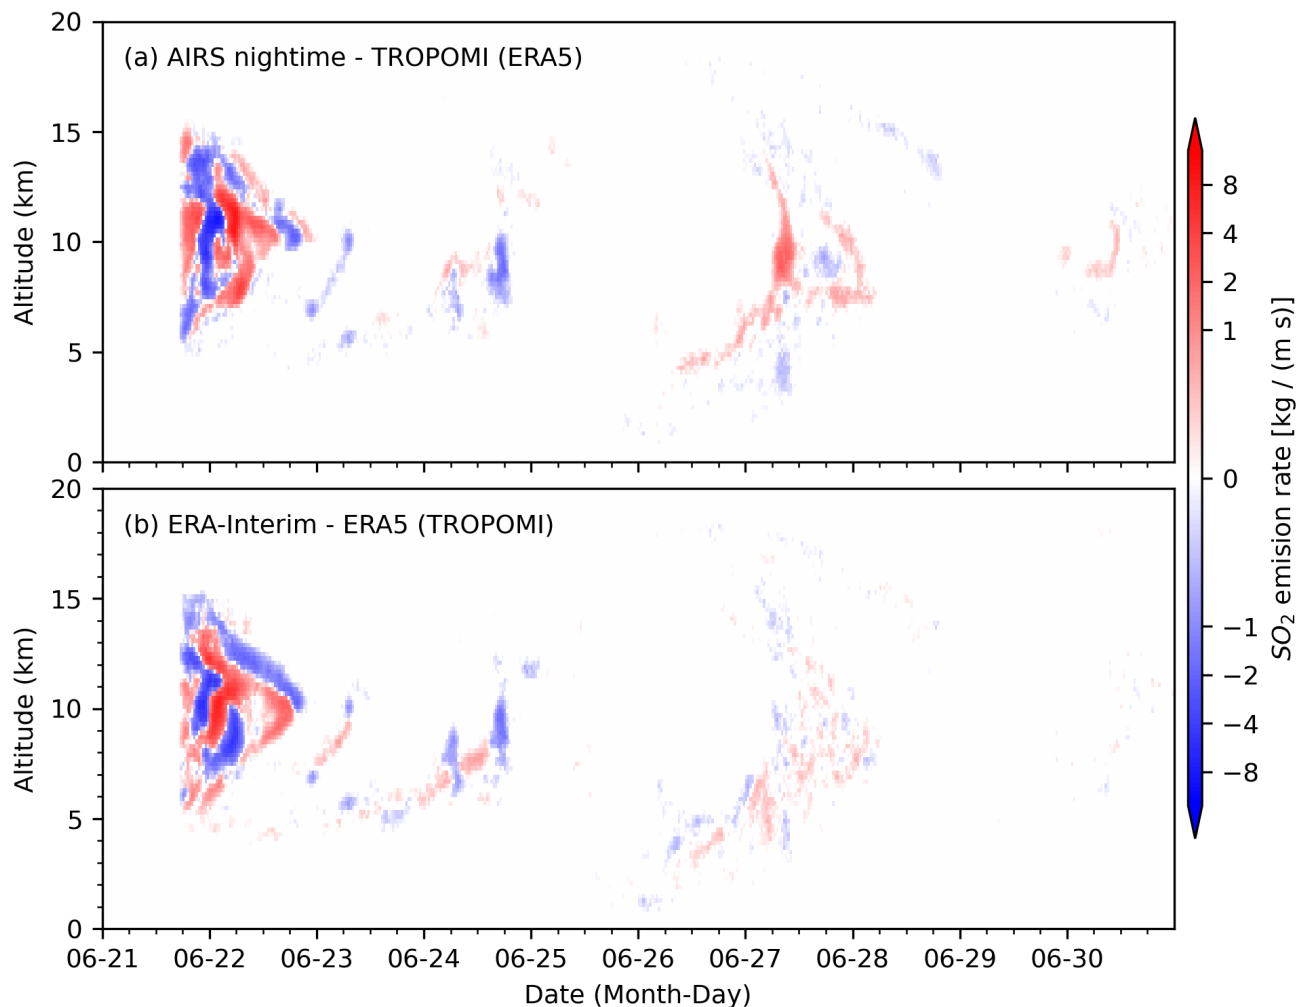 20
15
10
5
0
Altitude (km)
(a) AIRS nightime - TROPOMI (ERA5)
20
15
10
5
0
Altitude (km)
(b) ERA-Interim - ERA5 (TROPOMI)
06-21 06-22 06-23 06-24 06-25 06-26 06-27 06-28 06-29 06-30
Date (Month-Day)
8
4
2
1
0
−1
−2
−4
−8
SO₂ emision rate [kg / (m s)]